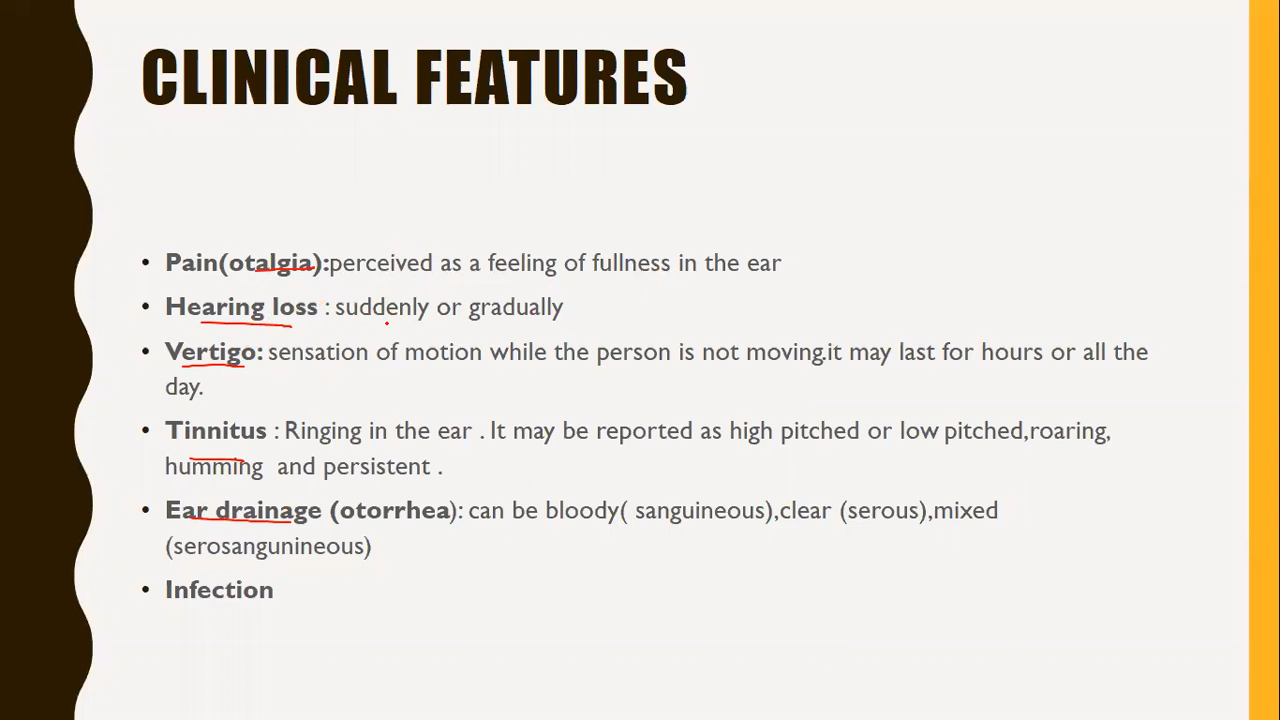 CLINICAL FEATURES
• Pain(otalgia):perceived as a feeling of fullness in the ear
• Hearing loss : suddenly or gradually
• Vertigo: sensation of motion while the person is not moving.it may last for hours or all the
day.
• Tinnitus : Ringing in the ear . It may be reported as high pitched or low pitched,roaring,
humming and persistent .
• Ear drainage (otorrhea): can be bloody( sanguineous),clear (serous),mixed
(serosangunineous)
• Infection